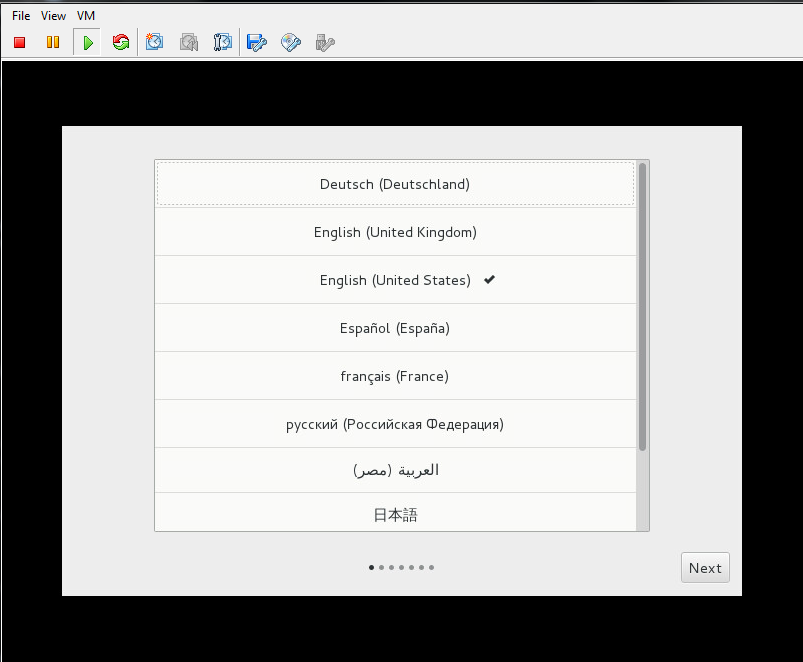 File View VM
Deutsch (Deutschland)
English (United Kingdom)
English (United States)
Español (España)
français (France)
русский (Российская Федерация)
العربية (مصر)
日本語
Next